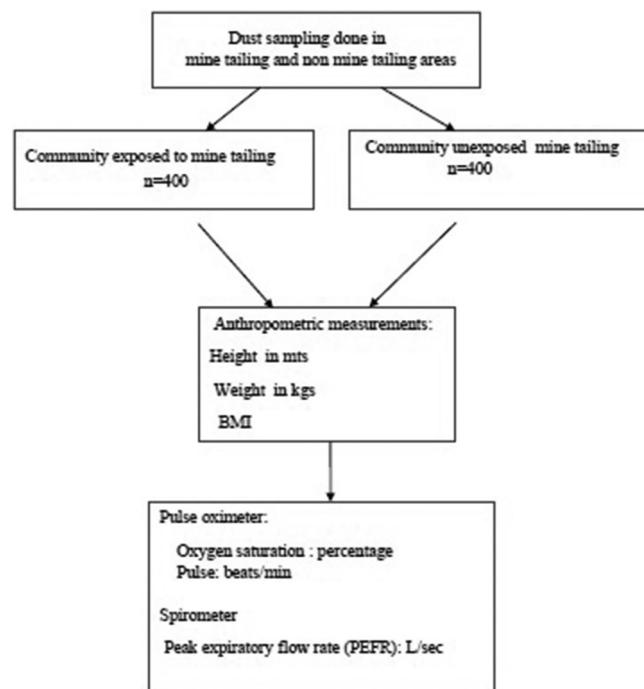 Dust sampling done in
mine tailing and non mine tailing areas
Community exposed to mine tailing
n=400
Community unexposed mine tailing
n=400
Anthropometric measurements:
Height in mts
Weight in kgs
BMI
Pulse oximeter:
Oxygen saturation : percentage
Pulse: beats/min
Spirometer
Peak expiratory flow rate (PEFR): L/sec